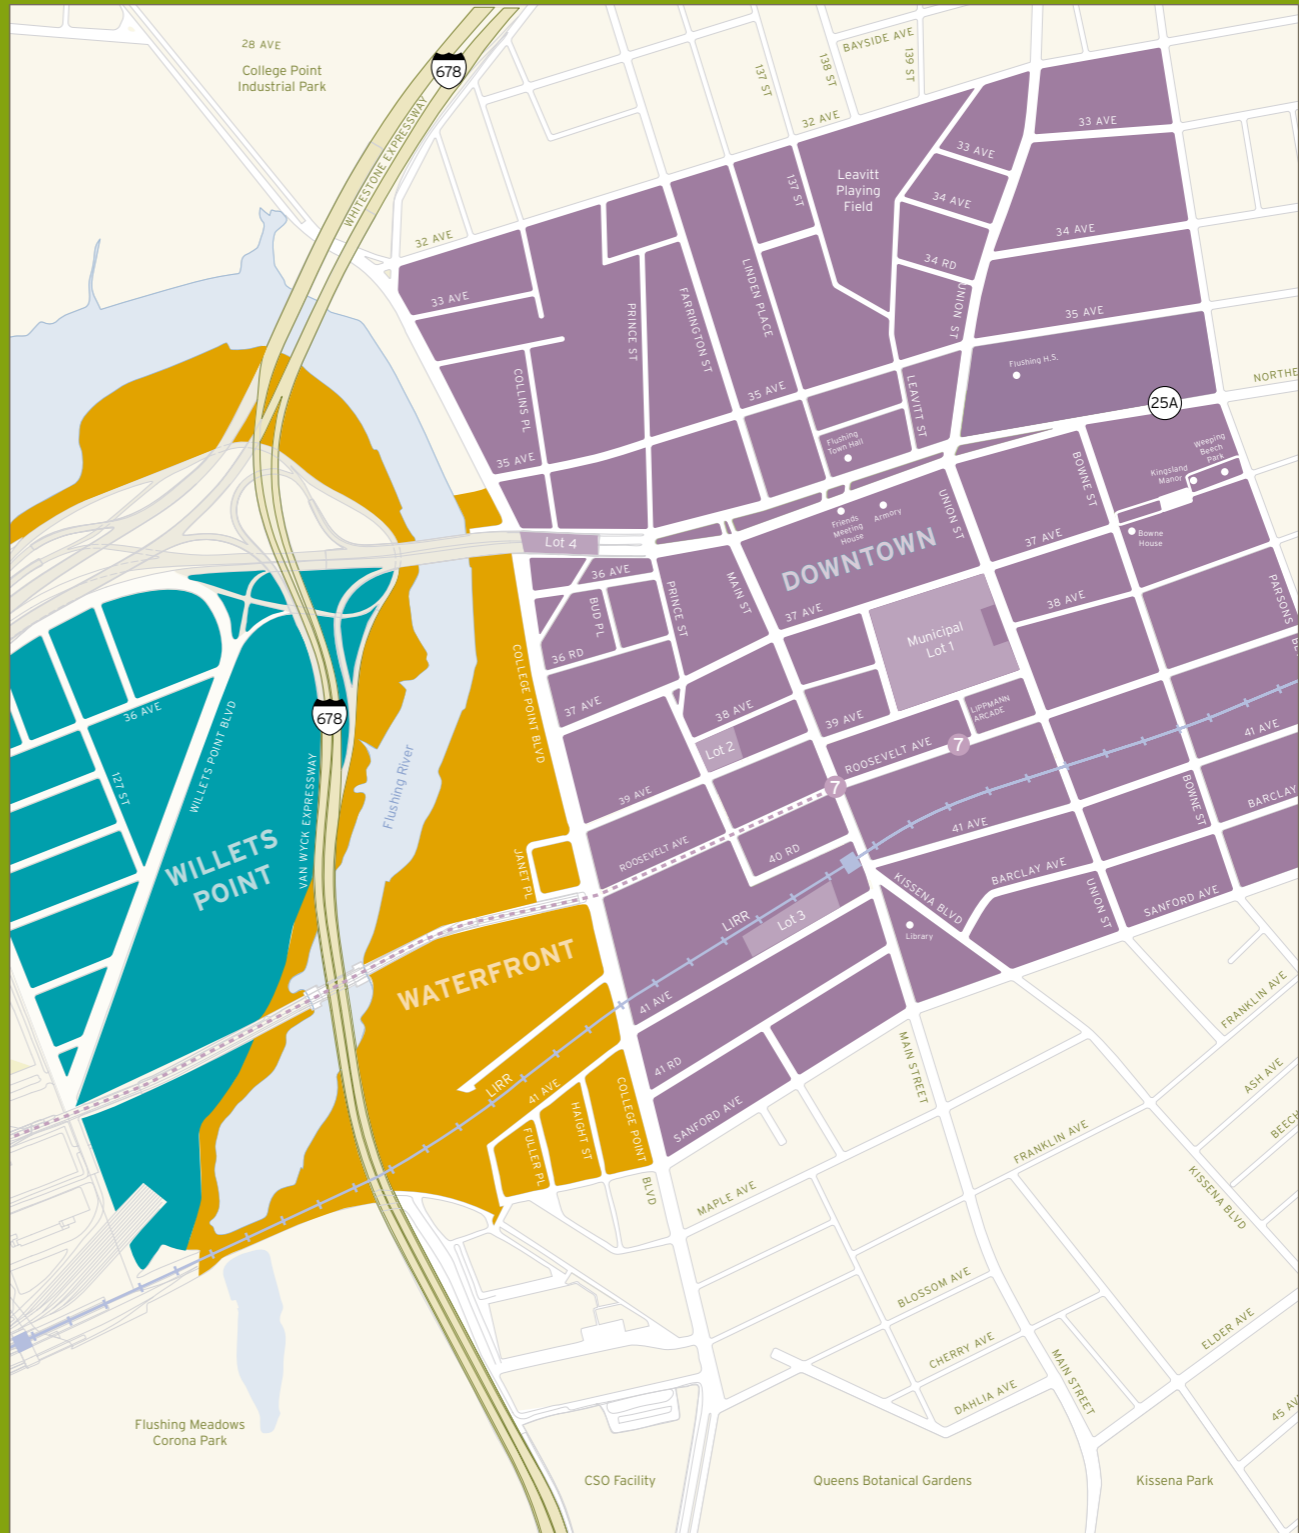 28 AVE
College Point
Industrial Park
678
WHITESTONE EXPRESSWAY
BAYSIDE AVE
137 ST
138 ST
139 ST
32 AVE
33 AVE
33 AVE
137 ST
Leavitt
Playing
Field
34 AVE
34 AVE
32 AVE
34 RD
33 AVE
PRINCE ST
FARRINGTON ST
LINDEN PLACE
UNION ST
35 AVE
Flushing H.S.
COLLINS PL
35 AVE
LEAVITT ST
NORTHE
25A
35 AVE
Flushing
Town Hall
Weeping
Beech
Park
Kingsland
Manor
BOWNE ST
Friends
Meeting
House
Armory
UNION ST
Bowne
House
37 AVE
Lot 4
DOWNTOWN
36 AVE
BUD PL
PRINCE ST
MAIN ST
37 AVE
38 AVE
PARSONS
BL
Municipal
Lot 1
36 RD
COLLEGE POINT BLVD
37 AVE
38 AVE
39 AVE
LIPPMANN
ARCADE
36 AVE
WILLETS POINT BLVD
678
Lot 2
ROOSEVELT AVE
7
41 AVE
127 ST
Flushing River
VAN WYCK EXPRESSWAY
39 AVE
7
BOWNE ST
BARCLAY
41 AVE
WILLETS
POINT
JANET PL
ROOSEVELT AVE
40 RD
KISSENA BLVD
BARCLAY AVE
UNION ST
SANFORD AVE
LIRR
Lot 3
Library
WATERFRONT
41 AVE
FRANKLIN AVE
LIRR
41 AVE
41 RD
MAIN STREET
ASH AVE
FULLER PL
HAIGHT ST
COLLEGE POINT
BLVD
SANFORD AVE
FRANKLIN AVE
BEECH
MAPLE AVE
KISSENA BLVD
BLOSSOM AVE
CHERRY AVE
ELDER AVE
MAIN STREET
DAHLIA AVE
45 AV
Flushing Meadows
Corona Park
CSO Facility
Queens Botanical Gardens
Kissena Park